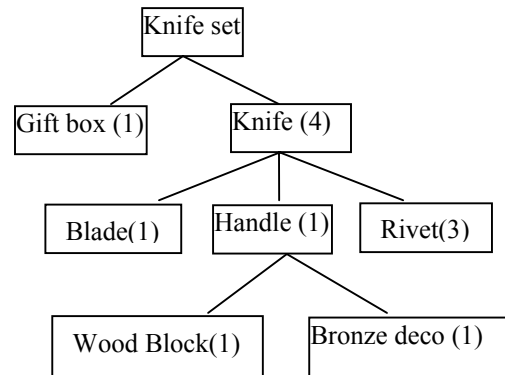 Knife set
Gift box (1)
Knife (4)
Blade(1)
Handle (1)
Rivet(3)
Wood Block(1)
Bronze deco (1)